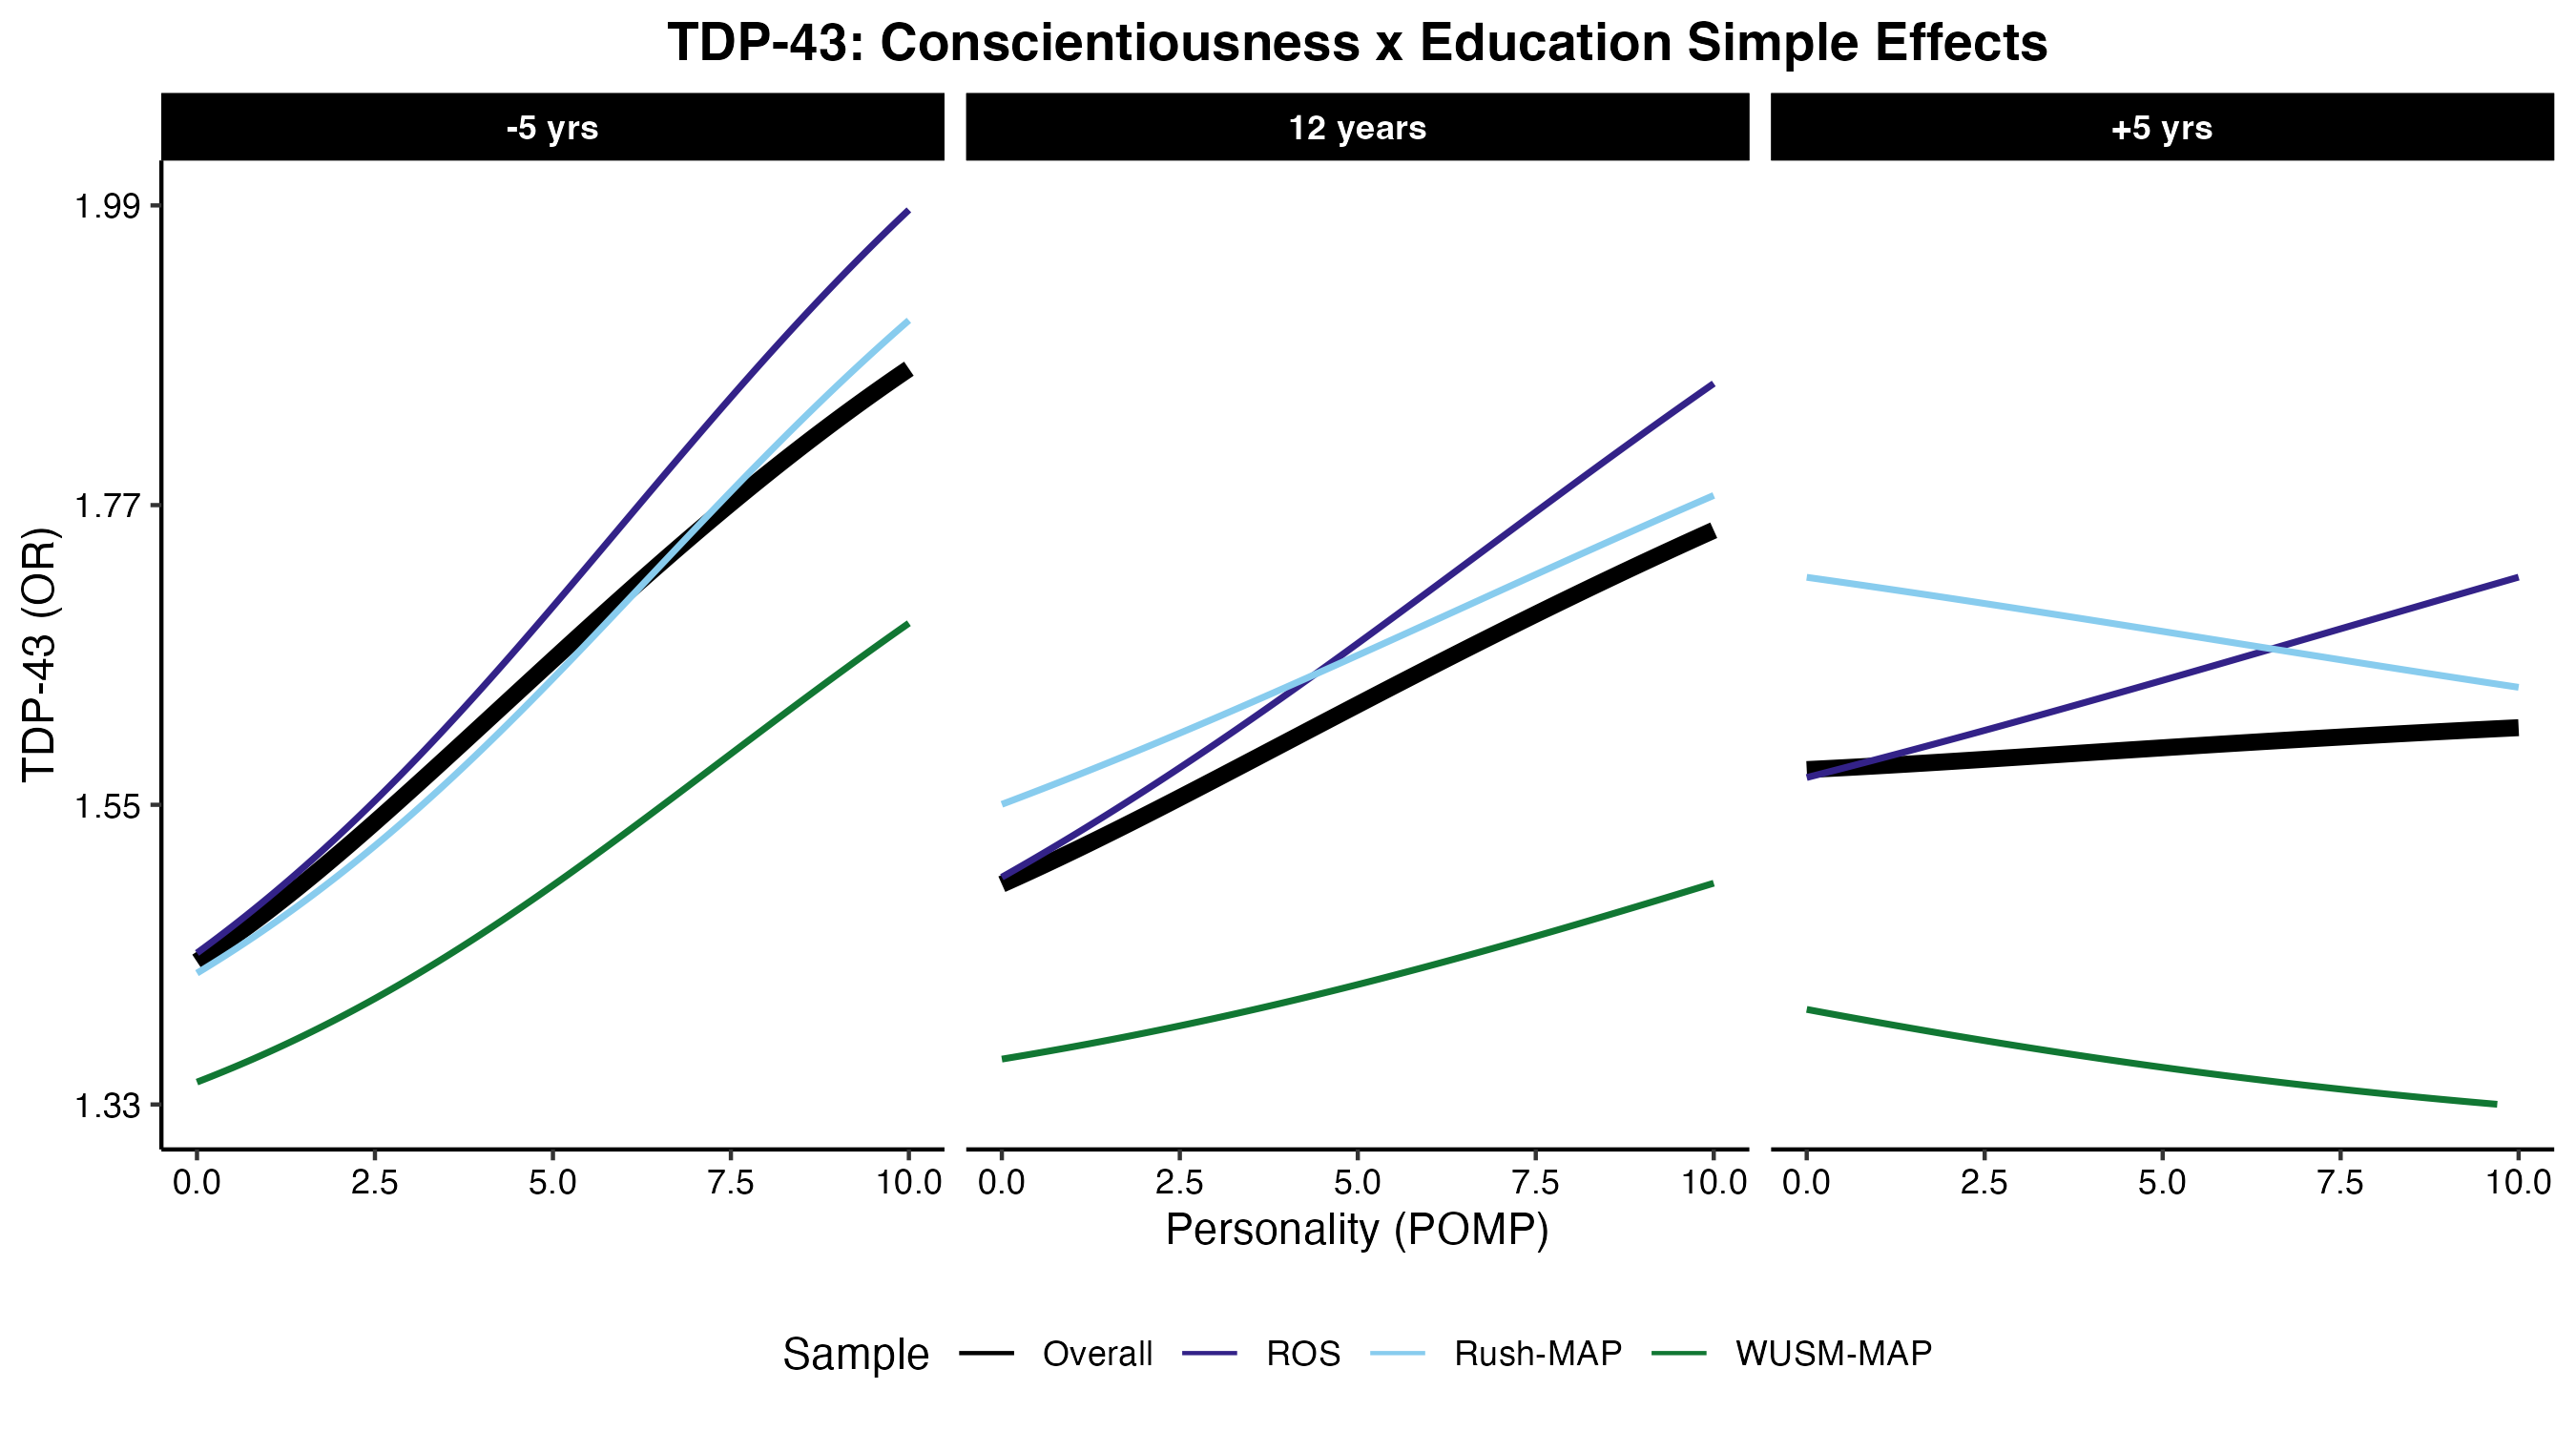 TDP-43: Conscientiousness x Education Simple Effects
-5 yrs
12 years
+5 yrs
TDP-43 (OR)
1.99
1.77
1.55
1.33
0.0 2.5 5.0 7.5 10.0
0.0 2.5 5.0 7.5 10.0
0.0 2.5 5.0 7.5 10.0
Personality (POMP)
Sample Overall ROS Rush-MAP WUSM-MAP